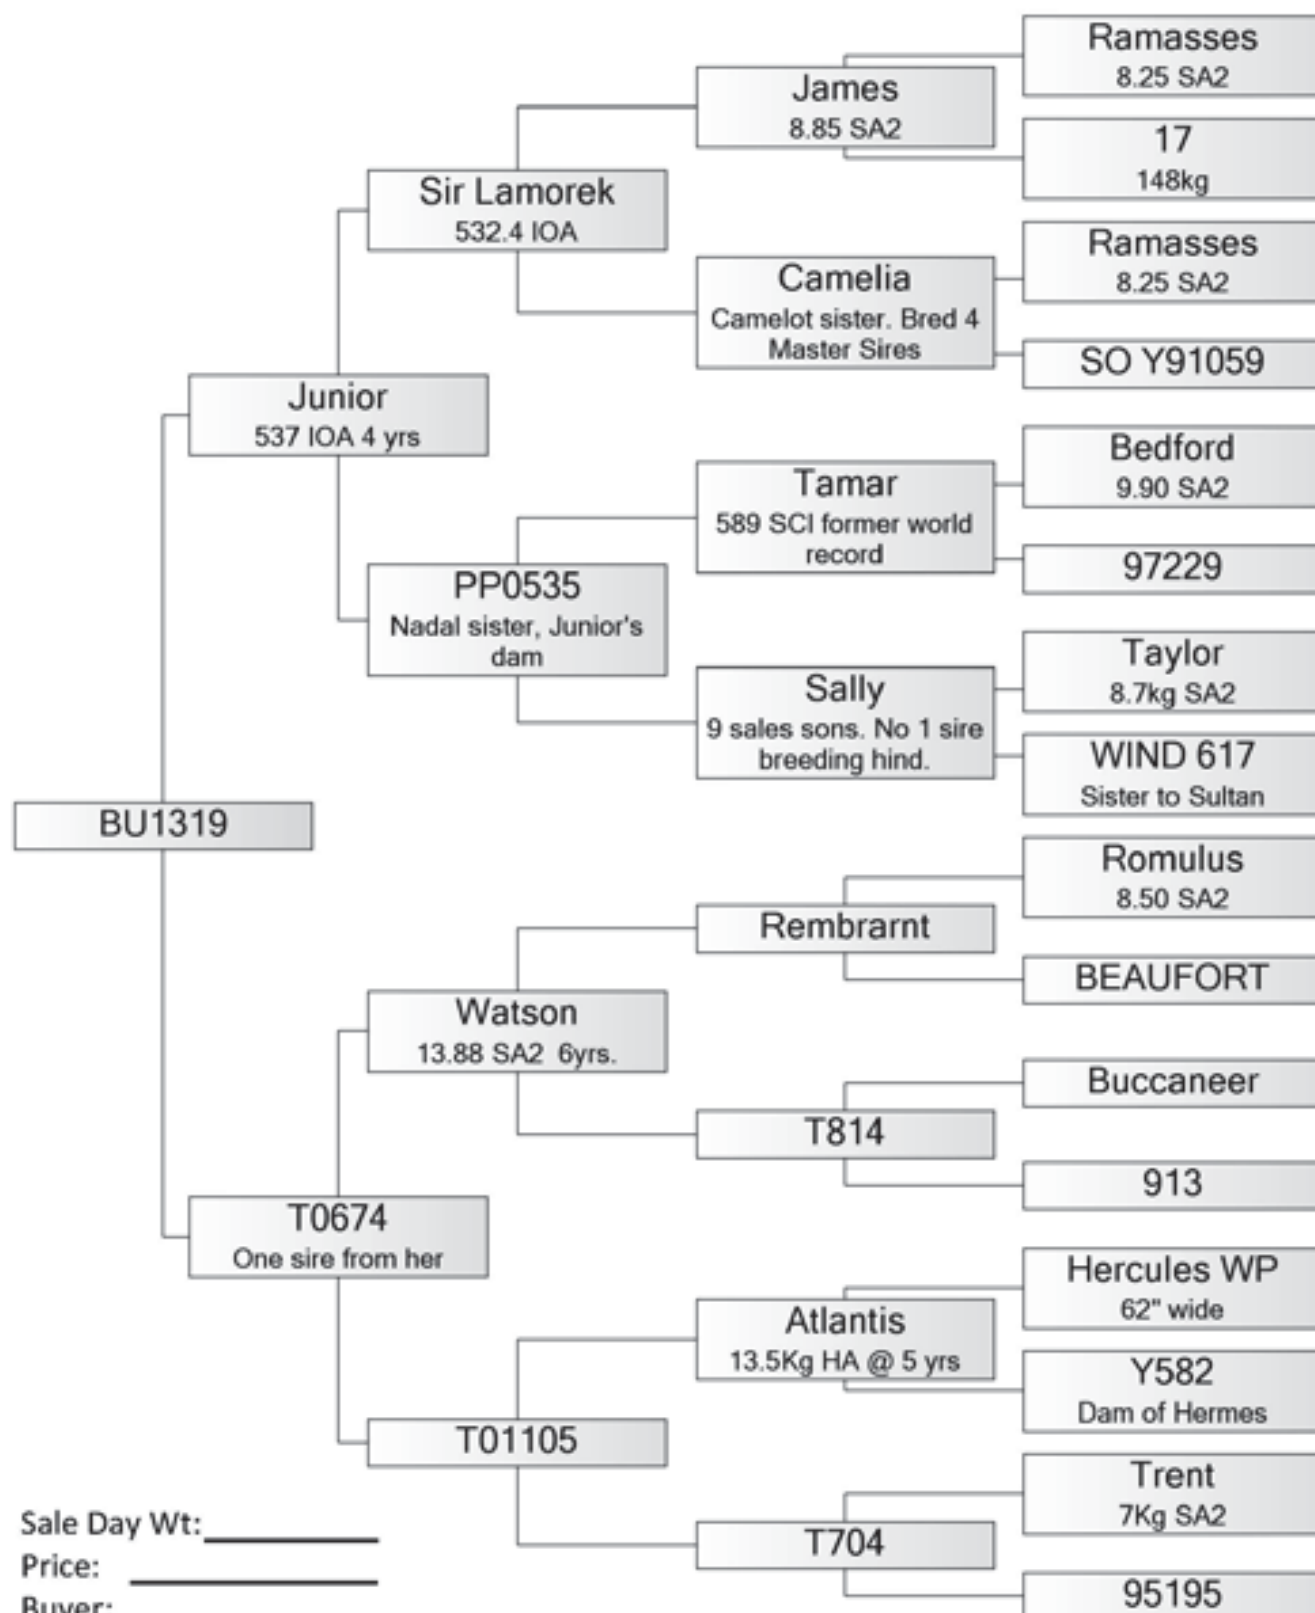 Ramasses
8.25 SA2
James
8.85 SA2
17
148kg
Sir Lamorek
532.4 IOA
Ramasses
8.25 SA2
Camelia
Camelot sister. Bred 4
Master Sires
SO Y91059
Junior
537 IOA 4 yrs
Bedford
9.90 SA2
Tamar
589 SCI former world
record
97229
PP0535
Nadal sister, Junior's
dam
Taylor
8.7kg SA2
Sally
9 sales sons. No 1 sire
breeding hind.
WIND 617
Sister to Sultan
BU1319
Romulus
8.50 SA2
Rembrarnt
BEAUFORT
Watson
13.88 SA2 6yrs.
Buccaneer
T814
913
T0674
One sire from her
Hercules WP
62" wide
Atlantis
13.5Kg HA @ 5 yrs
Y582
Dam of Hermes
T01105
Trent
7Kg SA2
T704
95195
Sale Day Wt:
Price:
Buyer: